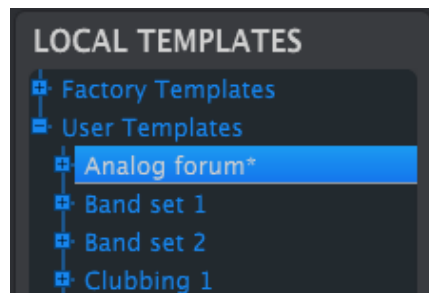 LOCAL TEMPLATES
Factory Templates
User Templates
Analog forum*
Band set 1
Band set 2
Clubbing 1